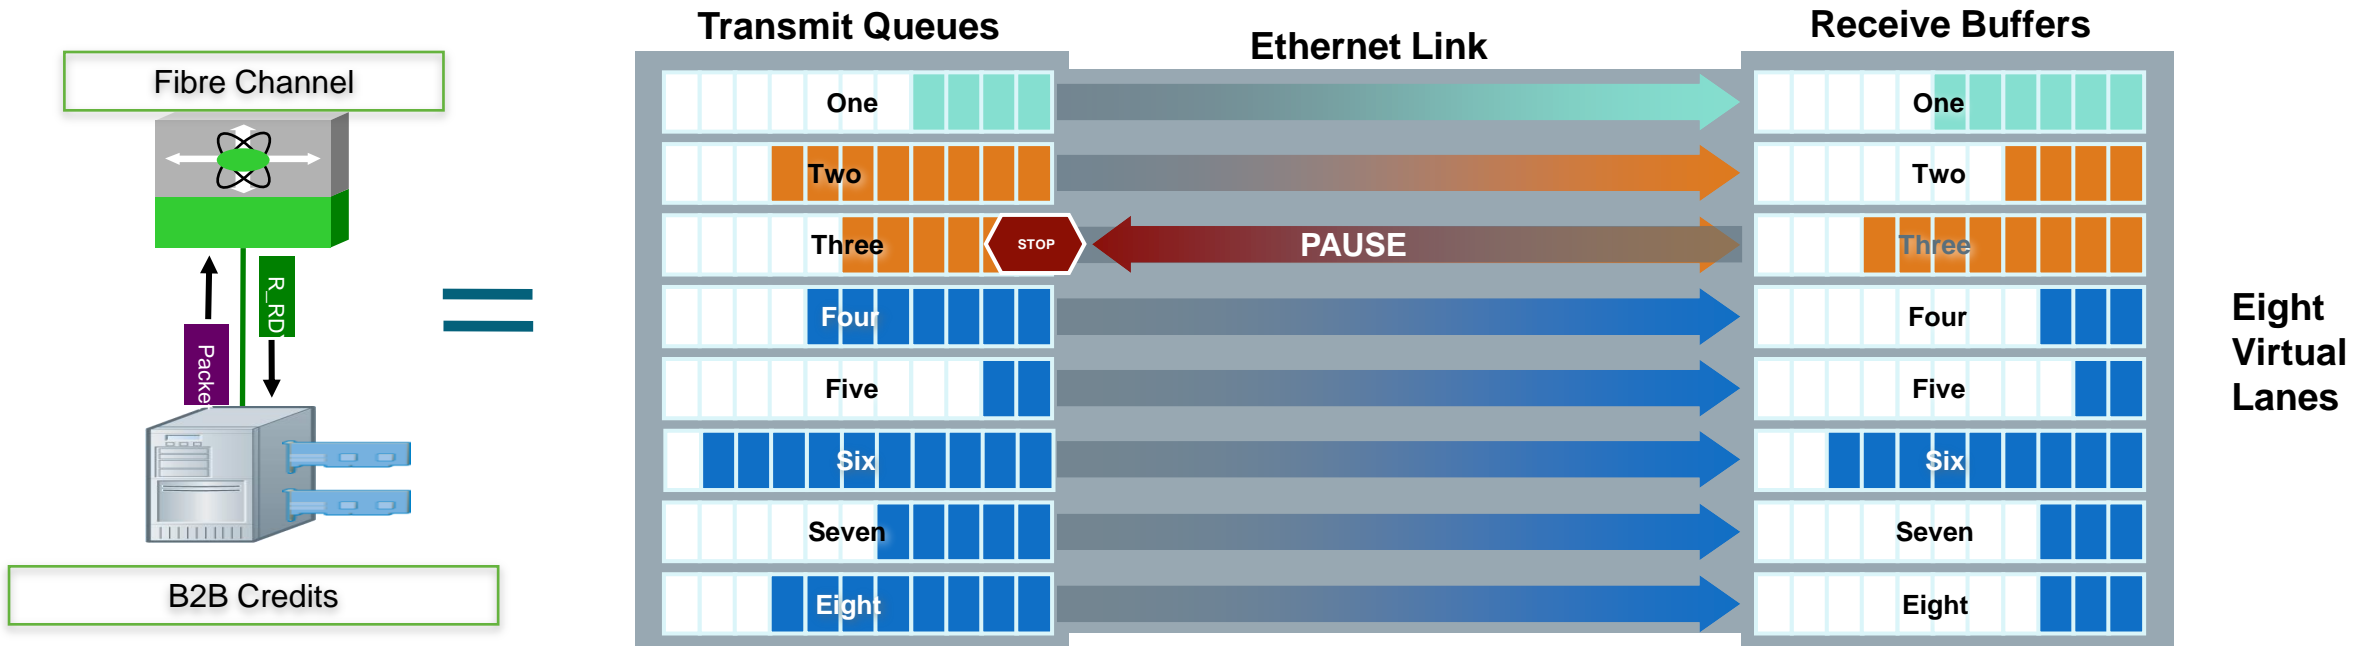 Transmit Queues
Ethernet Link
Receive Buffers
Fibre Channel
R_RD
Packe
B2B Credits
One
Two
Three
STOP
Four
Five
Six
Seven
Eight
PAUSE
One
Two
Three
Four
Five
Six
Seven
Eight
Eight
Virtual
Lanes